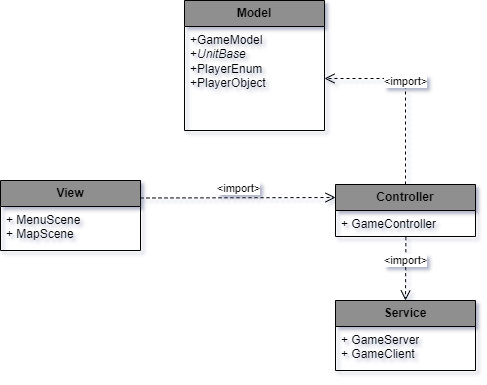 Model
+GameModel
+UnitBase
+PlayerEnum
+PlayerObject
<import>
View
+ MenuScene
+ MapScene
<import>
Controller
+ GameController
<import>
Service
+ GameServer
+ GameClient